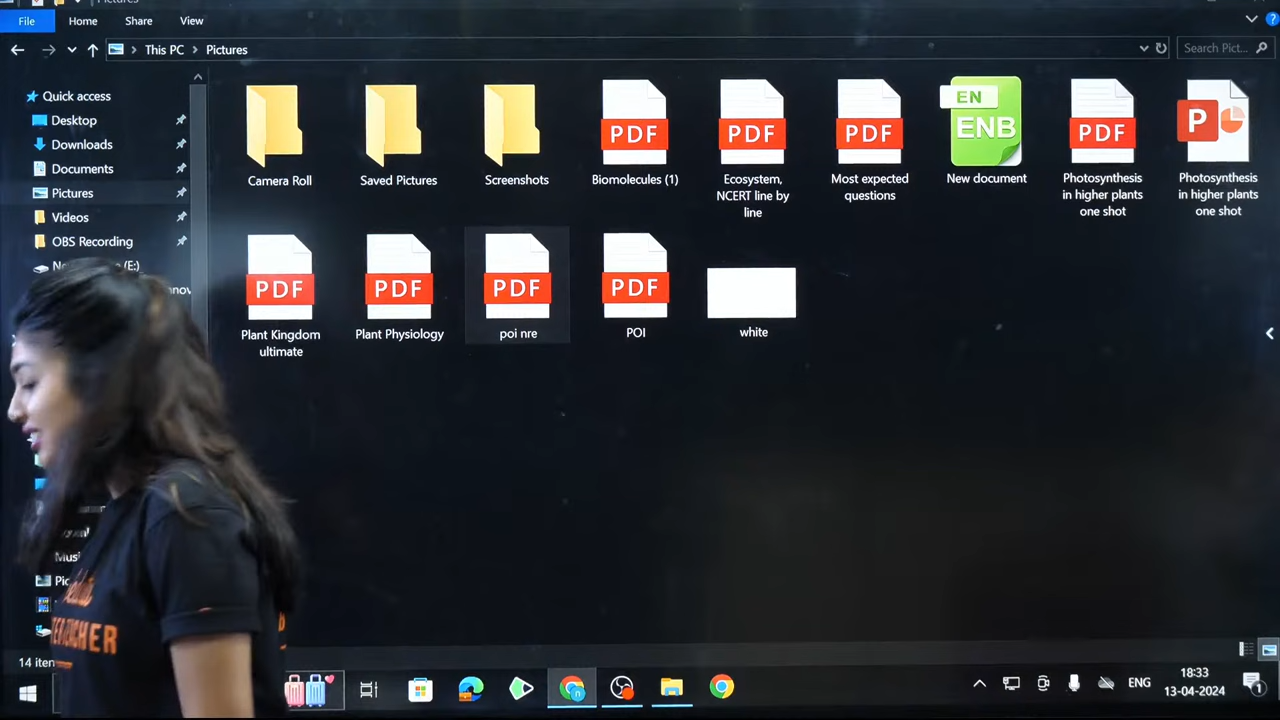 Pictures
File Home Share View
This PC Pictures
Search Pict...
Quick access
Desktop
Downloads
Documents
Pictures
Videos
OBS Recording
(E:)
Musi
14 item
EN
ENB
PDF
PDF
PDF
PDF
P
Camera Roll
Saved Pictures
Screenshots
Biomolecules (1)
Ecosystem,
NCERT line by
line
Most expected
questions
New document
Photosynthesis
in higher plants
one shot
Photosynthesis
in higher plants
one shot
PDF
PDF
PDF
PDF
Plant Kingdom
ultimate
Plant Physiology
poi nre
POI
white
ENG
18:33
13-04-2024
1